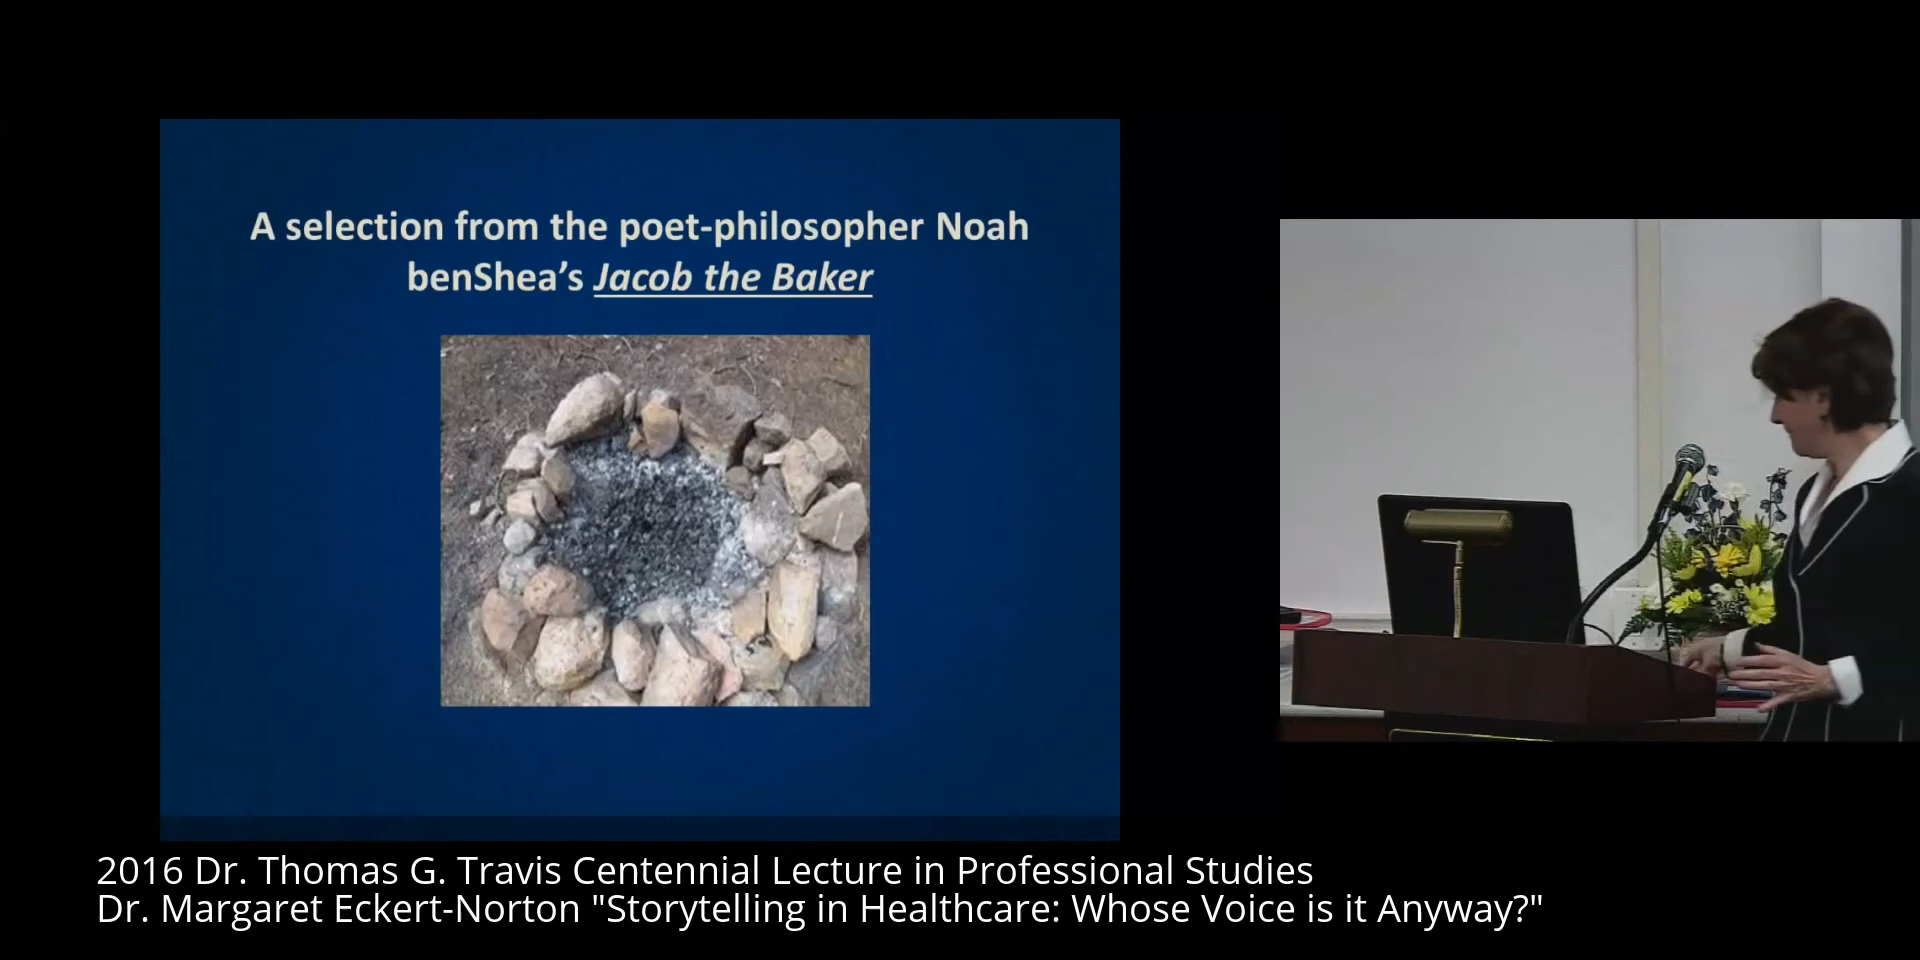 A selection from the poet-philosopher Noah
benShea’s Jacob the Baker
2016 Dr. Thomas G. Travis Centennial Lecture in Professional Studies
Dr. Margaret Eckert-Norton "Storytelling in Healthcare: Whose Voice is it Anyway?"